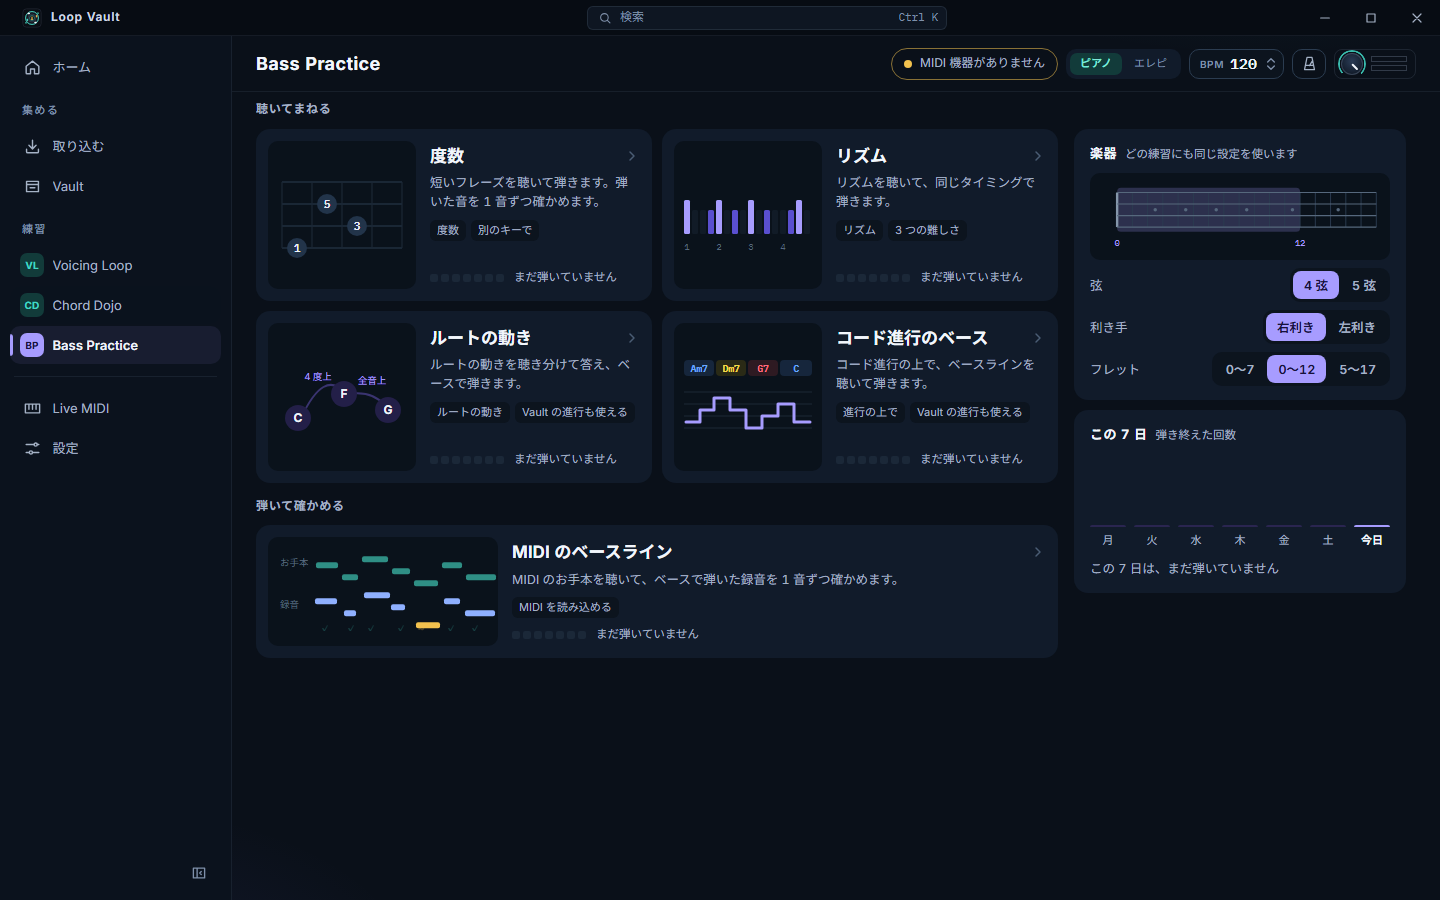 Loop Vault
検索
Ctrl K
ホーム
集める
取り込む
Vault
練習
VL Voicing Loop
CD Chord Dojo
BP Bass Practice
Live MIDI
設定
Bass Practice
MIDI 機器がありません
ピアノ
エレピ
BPM 120
聴いてまねる
5
3
1
度数
短いフレーズを聴いて弾きます。弾
いた音を 1 音ずつ確かめます。
度数
別のキーで
まだ弾いていません
1 2 3 4
リズム
リズムを聴いて、同じタイミングで
弾きます。
リズム
3 つの難しさ
まだ弾いていません
4 度上
全音上
C
F
G
ルートの動き
ルートの動きを聴き分けて答え、ベ
ースで弾きます。
ルートの動き
Vault の進行も使える
まだ弾いていません
Am7 Dm7 G7 C
コード進行のベース
コード進行の上で、ベースラインを
聴いて弾きます。
進行の上で
Vault の進行も使える
まだ弾いていません
弾いて確かめる
お手本
録音
MIDI のベースライン
MIDI のお手本を聴いて、ベースで弾いた録音を 1 音ずつ確かめます。
MIDI を読み込める
まだ弾いていません
楽器 どの練習にも同じ設定を使います
0 12
弦
4 弦 5 弦
利き手
右利き 左利き
フレット
0〜7 0〜12 5〜17
この 7 日 弾き終えた回数
月 火 水 木 金 土 今日
この 7 日は、まだ弾いていません